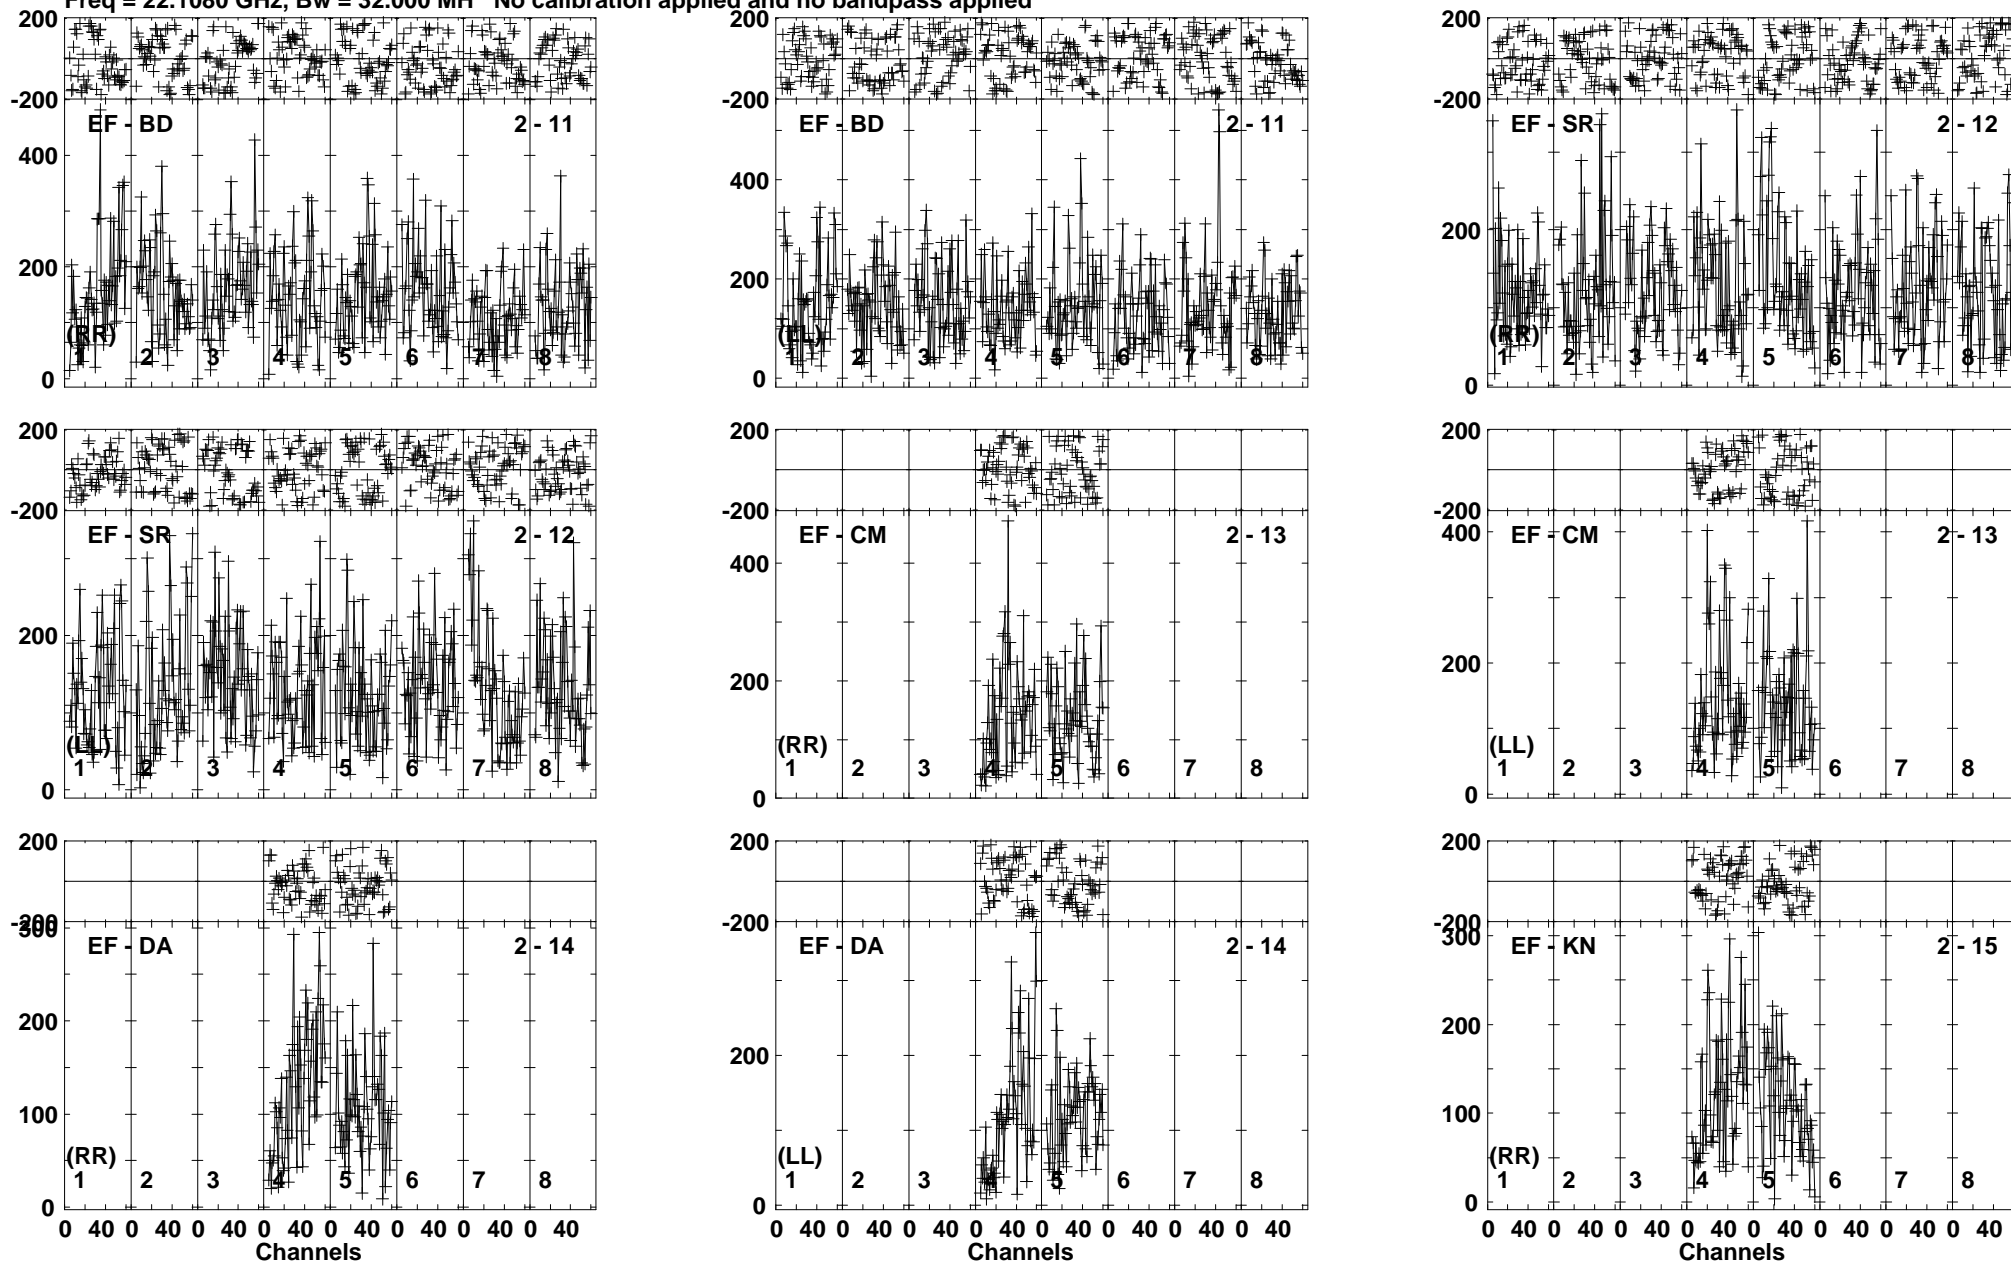 Freq = 22.1080 GHz, Bw = 32.000 MH No calibration applied and no bandpass applied
200 200 200
-200 -200 -200
EF - BD 2 - 11 EF - BD 2 - 11 EF - SR 2 - 12
400 400
200 200 200
(RR) (LL) (RR)
1 2 3 4 5 6 7 8 1 2 3 4 5 6 7 8 1 2 3 4 5 6 7 8
0 0 0
200 200 200
-200 -200 -200
EF - SR 2 - 12 EF - CM 2 - 13 EF - CM 2 - 13
400 400
200 200 200
(LL) (RR) (LL)
1 2 3 4 5 6 7 8 1 2 3 4 5 6 7 8 1 2 3 4 5 6 7 8
0 0 0
200 200 200
-200 -200 -200
300 300
EF - DA 2 - 14 EF - DA 2 - 14 EF - KN 2 - 15
200 200 200
100 100
(RR) (LL) (RR)
1 2 3 4 5 6 7 8 1 2 3 4 5 6 7 8 1 2 3 4 5 6 7 8
0 0 0
0 40 0 40 0 40 0 40 0 40 0 40 0 40 0 40 0 40 0 40 0 40 0 40 0 40 0 40 0 40 0 40 0 40 0 40 0 40 0 40 0 40 0 40 0 40 0 40
Channels Channels Channels